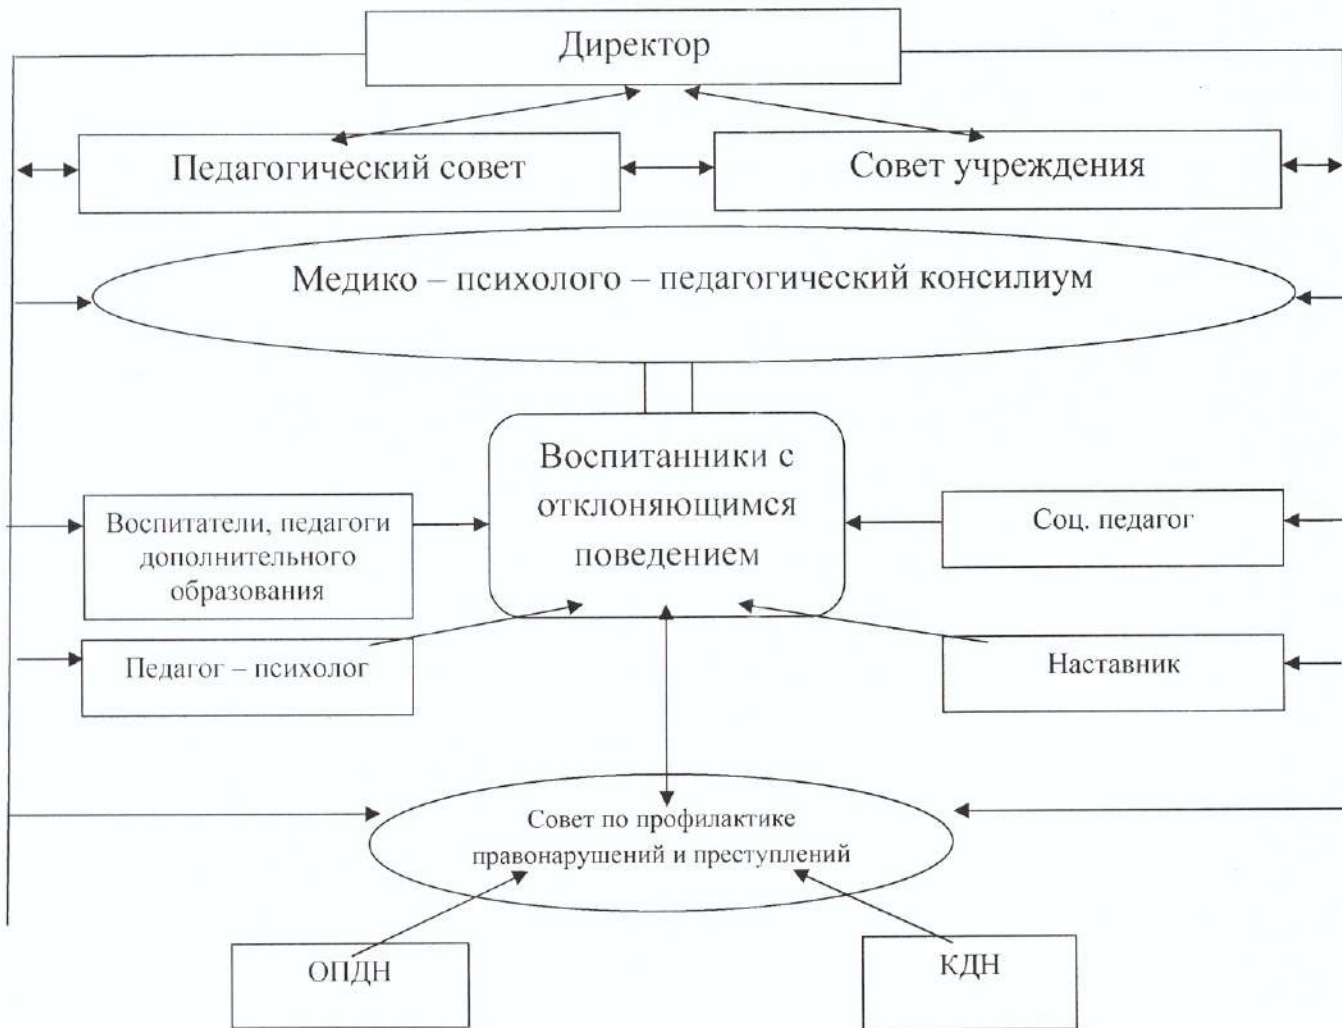 Директор
Педагогический совет
Совет учреждения
Медико – психолого – педагогический консилиум
Воспитанники с
отклоняющимся
поведением
Воспитатели, педагоги
дополнительного
образования
Соц. педагог
Педагог – психолог
Наставник
Совет по профилактике
правонарушений и преступлений
ОПДН
КДН